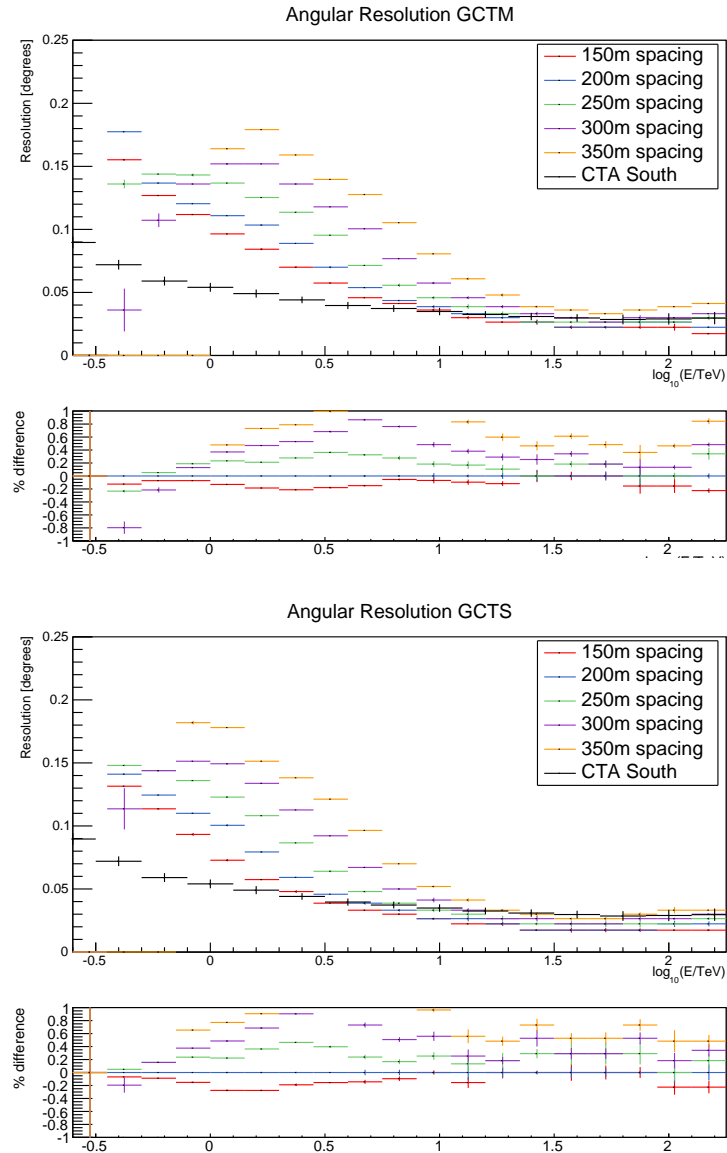 Angular Resolution GCTM
Resolution [degrees]
0.25
0.2
0.15
0.1
0.05
0
150m spacing
200m spacing
250m spacing
300m spacing
350m spacing
CTA South
-0.5 0 0.5 1 1.5 2
log10(E/TeV)
% difference
1
0.8
0.6
0.4
0.2
0
-0.2
-0.4
-0.6
-0.8
-1
-0.5 0 0.5 1 1.5 2
(E/TeV)
Angular Resolution GCTS
Resolution [degrees]
0.25
0.2
0.15
0.1
0.05
0
150m spacing
200m spacing
250m spacing
300m spacing
350m spacing
CTA South
-0.5 0 0.5 1 1.5 2
log10(E/TeV)
% difference
1
0.8
0.6
0.4
0.2
0
-0.2
-0.4
-0.6
-0.8
-1
-0.5 0 0.5 1 1.5 2
(E/TeV)